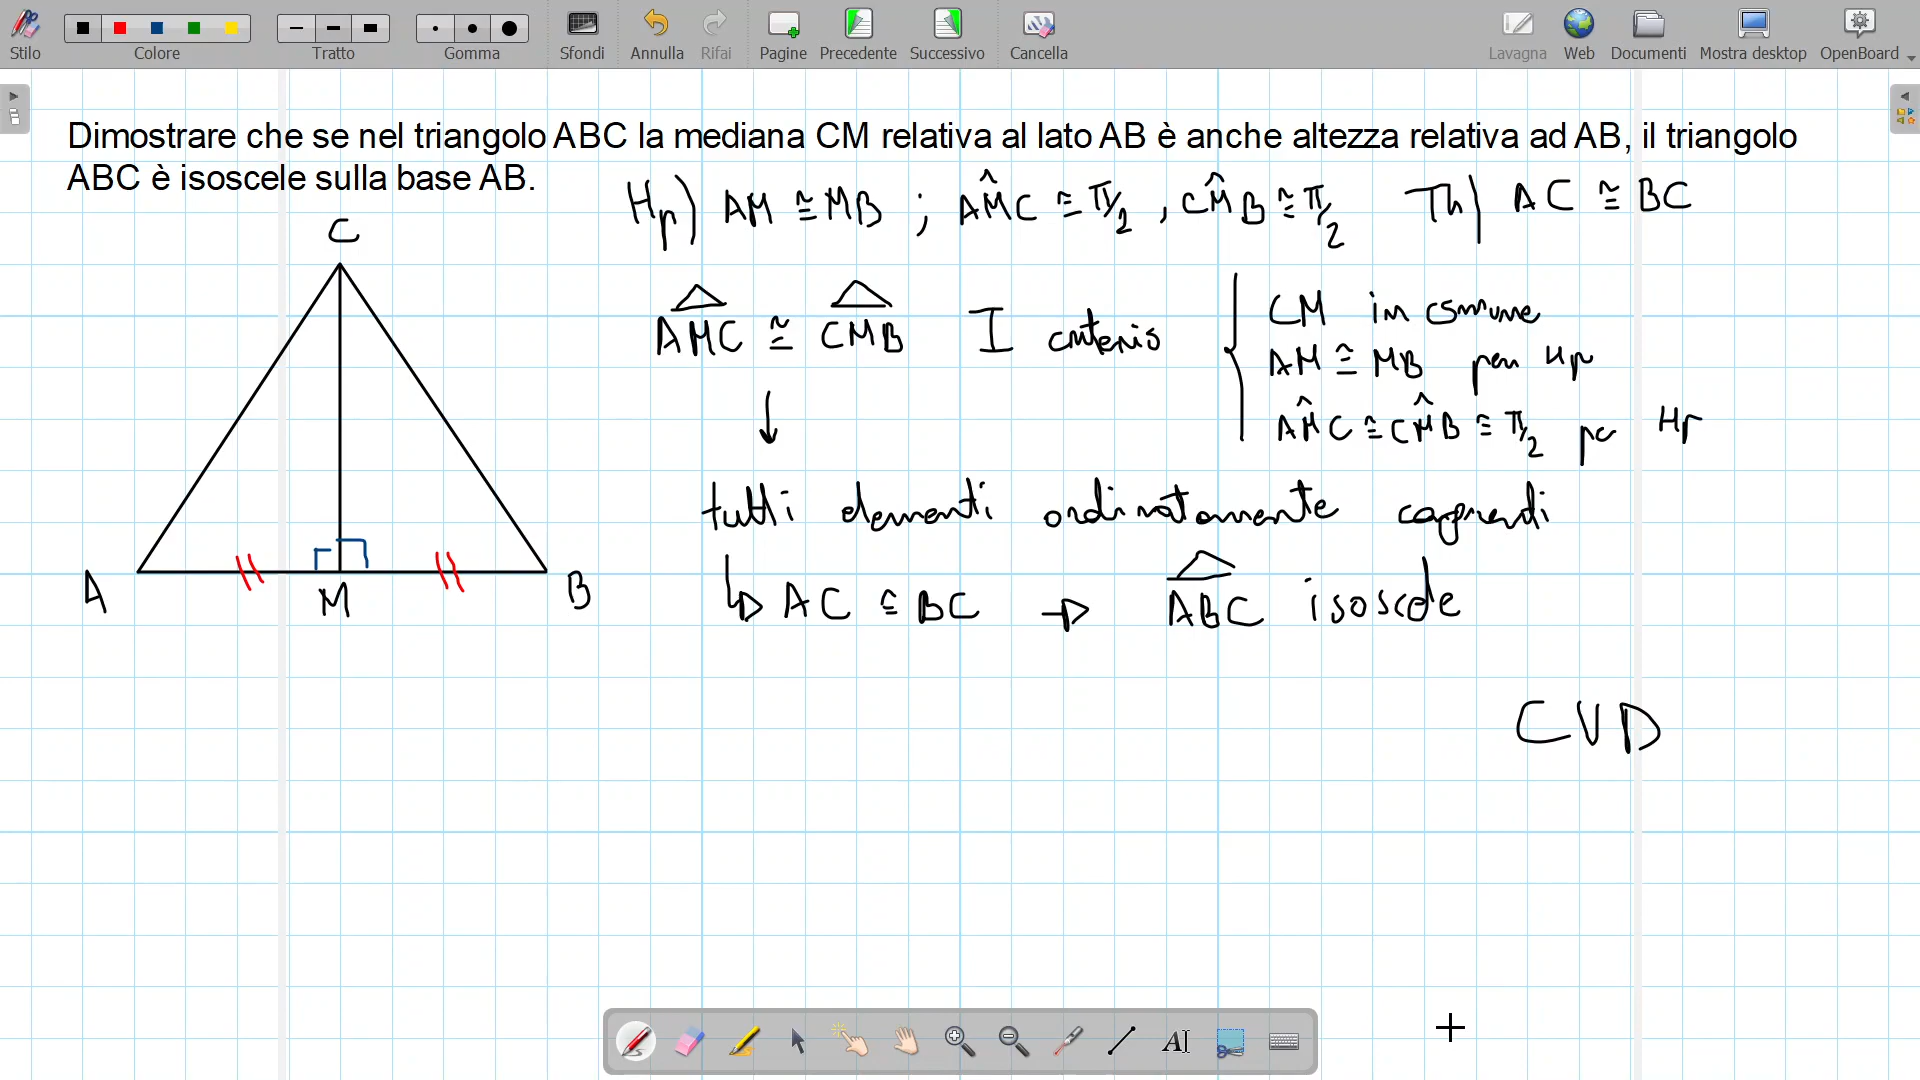 Stilo Colore Tratto Gomma Sfondi Annulla Rifai Pagine Precedente Successivo Cancella Lavagna Web Documenti Mostra desktop OpenBoard
Dimostrare che se nel triangolo ABC la mediana CM relativa al lato AB è anche altezza relativa ad AB, il triangolo
ABC è isoscele sulla base AB.
Hp) AM ≅ MB ; AM̂C ≅ π/2 , CM̂B ≅ π/2 Th) AC ≅ BC
C
AMC ≅ CMB I criterio
CM in comune
AM ≅ MB per Hp
AM̂C ≅ CM̂B ≅ π/2 per Hp
tutti elementi ordinatamente congruenti
A M B
AC ≅ BC → ABC isoscele
CVD
AI